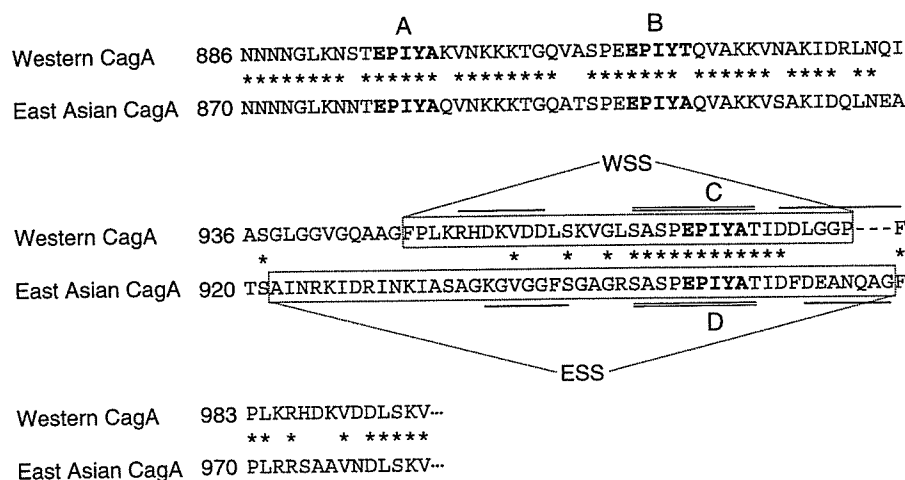 A B
Western CagA 886 NNNNGLKNSTEPIYAKVNKKKTGQVASPEEPIYTQVAKKVNAKIDRLNQI
******** ***** ******** ******** ****** **** **
East Asian CagA 870 NNNNGLKNNTEPIYAQVNKKKTGQATSPEEPIYAQVAKKVSAKIDQLNEA
WSS
C
Western CagA 936 ASGLGGVGQAAGFPLKRHDKVDDLSKVGLSASPEPIYATIDDLGGP---F
* * * * ************* *
East Asian CagA 920 TSAINRKIDRINKIASAGKGVGGFSGAGRSASPEPIYATIDFDEANQAGF
D
ESS
Western CagA 983 PLKRHDKVDDLSKV···
** * * *****
East Asian CagA 970 PLRRSAAVNDLSKV···